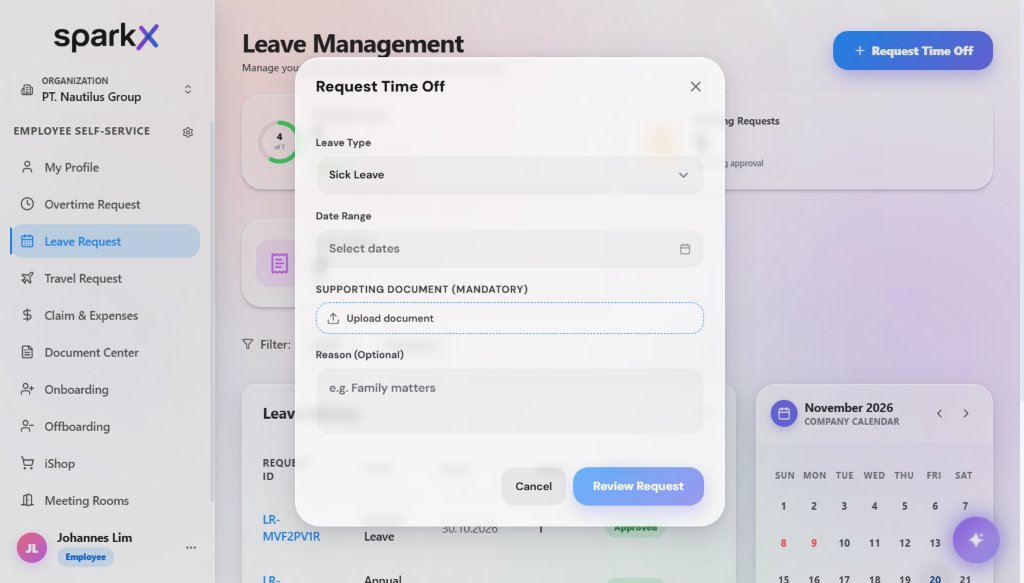 sparkX
ORGANIZATION
PT. Nautilus Group
EMPLOYEE SELF-SERVICE
My Profile
Overtime Request
Leave Request
Travel Request
Claim & Expenses
Document Center
Onboarding
Offboarding
iShop
Meeting Rooms
JL
Johannes Lim
Employee
Leave Management
Manage you
+ Request Time Off
4
of 7
ng Requests
g approval
Filter:
Leav
REQUE
ID
LR-
MVF2PV1R
Leave
30.10.2026
1
Approved
LR-
Annual
Request Time Off
Leave Type
Sick Leave
Date Range
Select dates
SUPPORTING DOCUMENT (MANDATORY)
Upload document
Reason (Optional)
e.g. Family matters
Cancel
Review Request
November 2026
COMPANY CALENDAR
SUN MON TUE WED THU FRI SAT
1 2 3 4 5 6 7
8 9 10 11 12 13
15 16 17 18 19 20 21